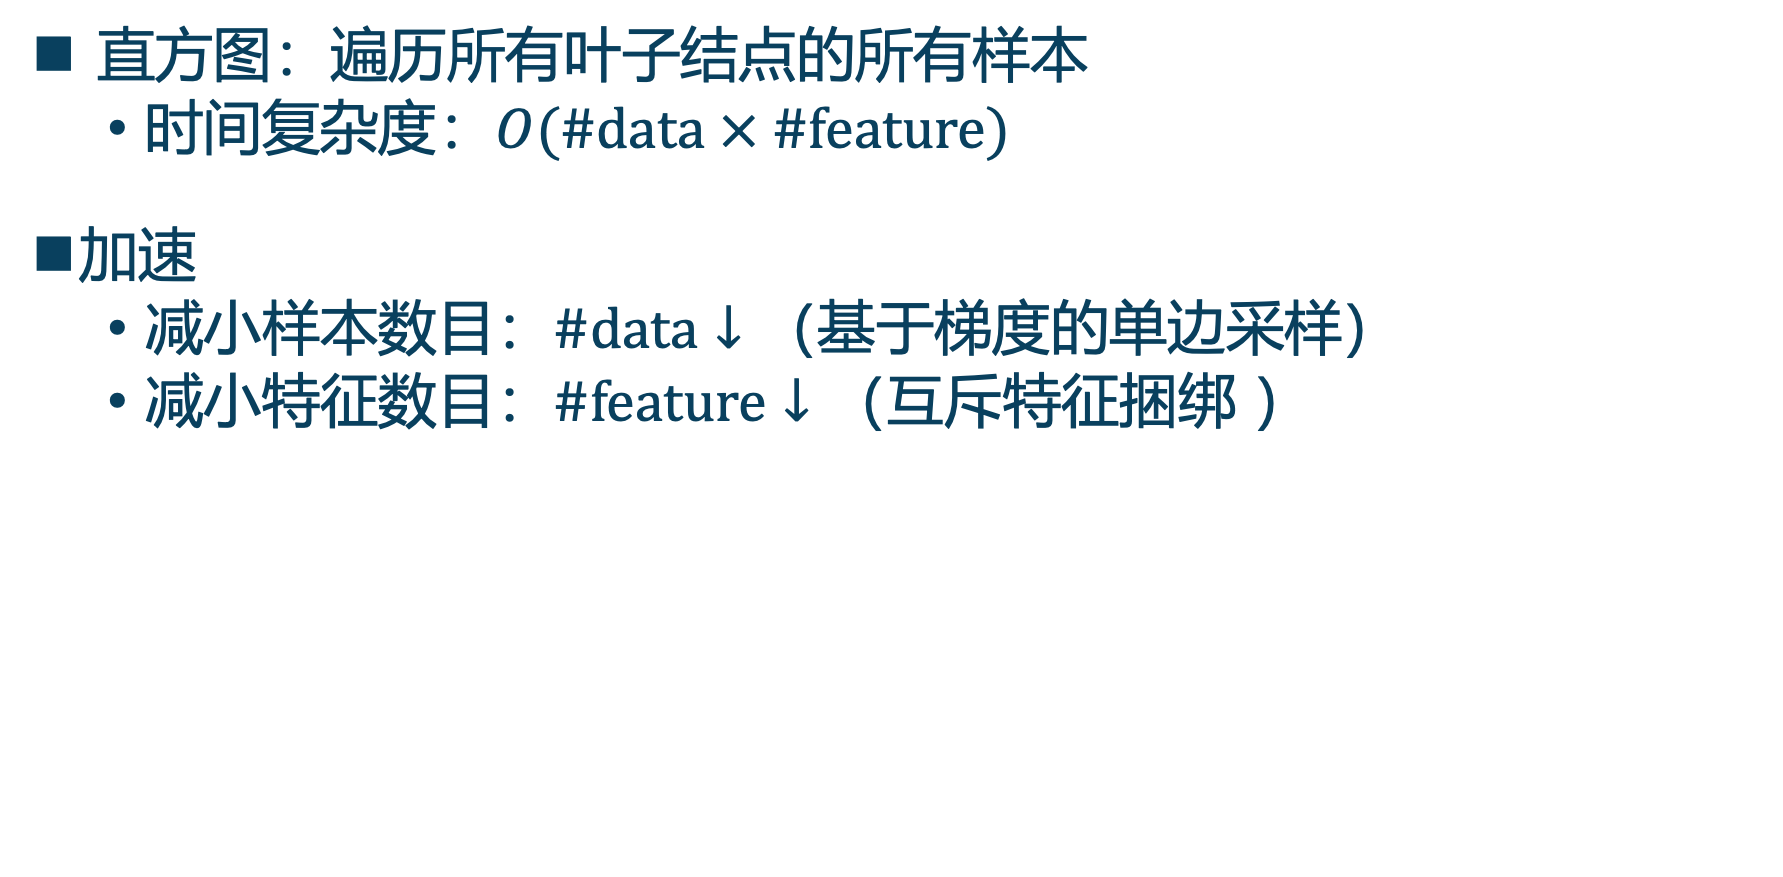 ■ 直方图：遍历所有叶子结点的所有样本
• 时间复杂度：O(#data × #feature)
■加速
• 减小样本数目：#data ↓（基于梯度的单边采样）
• 减小特征数目：#feature ↓（互斥特征捆绑 ）